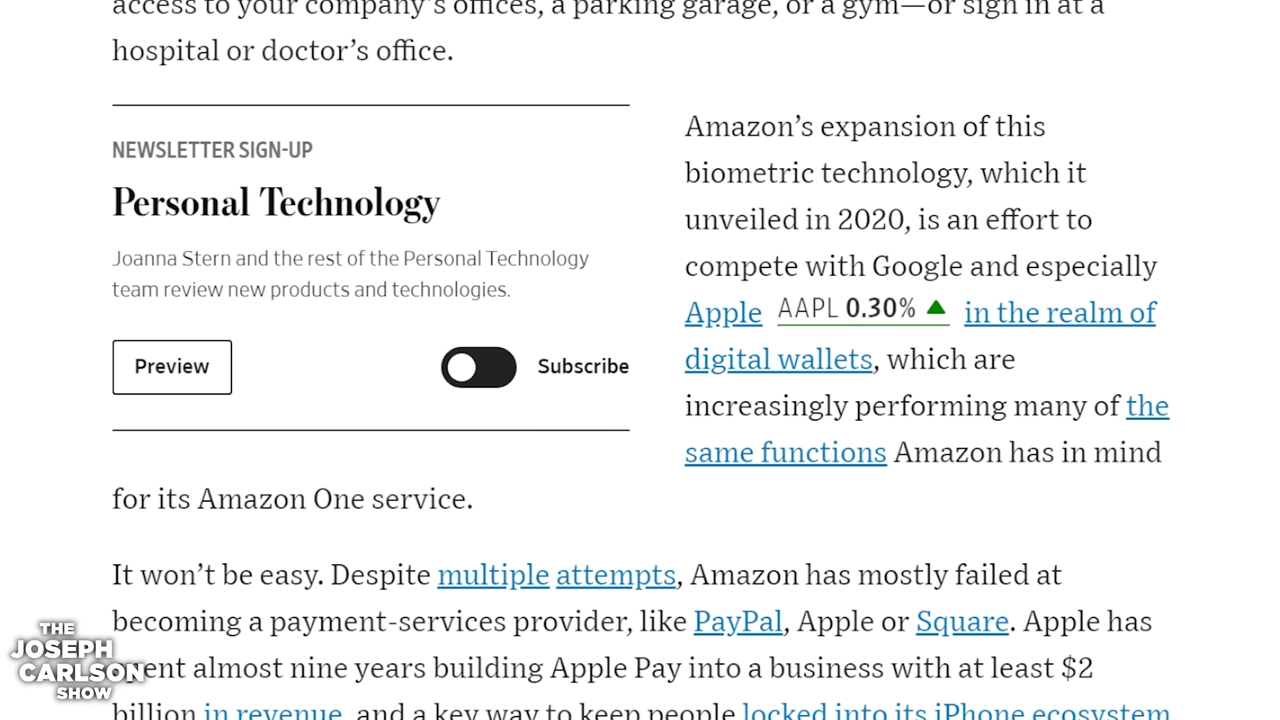 access to your company’s offices, a parking garage, or a gym—or sign in at a
hospital or doctor’s office.
NEWSLETTER SIGN-UP
Personal Technology
Joanna Stern and the rest of the Personal Technology
team review new products and technologies.
Preview
Subscribe
Amazon’s expansion of this
biometric technology, which it
unveiled in 2020, is an effort to
compete with Google and especially
Apple AAPL 0.30% ▲ in the realm of
digital wallets, which are
increasingly performing many of the
same functions Amazon has in mind
for its Amazon One service.
It won’t be easy. Despite multiple attempts, Amazon has mostly failed at
becoming a payment-services provider, like PayPal, Apple or Square. Apple has
spent almost nine years building Apple Pay into a business with at least $2
billion in revenue, and a key way to keep people locked into its iPhone ecosystem
THE
JOSEPH
CARLSON
SHOW